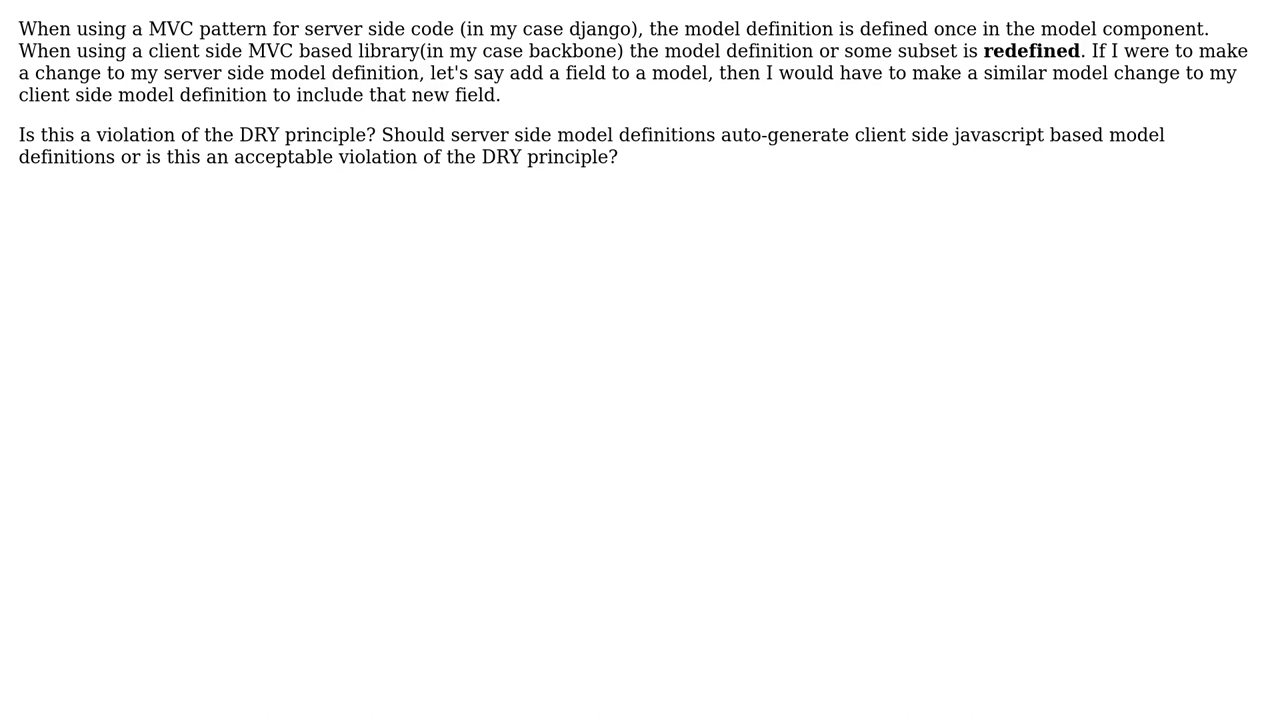 When using a MVC pattern for server side code (in my case django), the model definition is defined once in the model component.
When using a client side MVC based library(in my case backbone) the model definition or some subset is redefined. If I were to make
a change to my server side model definition, let's say add a field to a model, then I would have to make a similar model change to my
client side model definition to include that new field.
Is this a violation of the DRY principle? Should server side model definitions auto-generate client side javascript based model
definitions or is this an acceptable violation of the DRY principle?